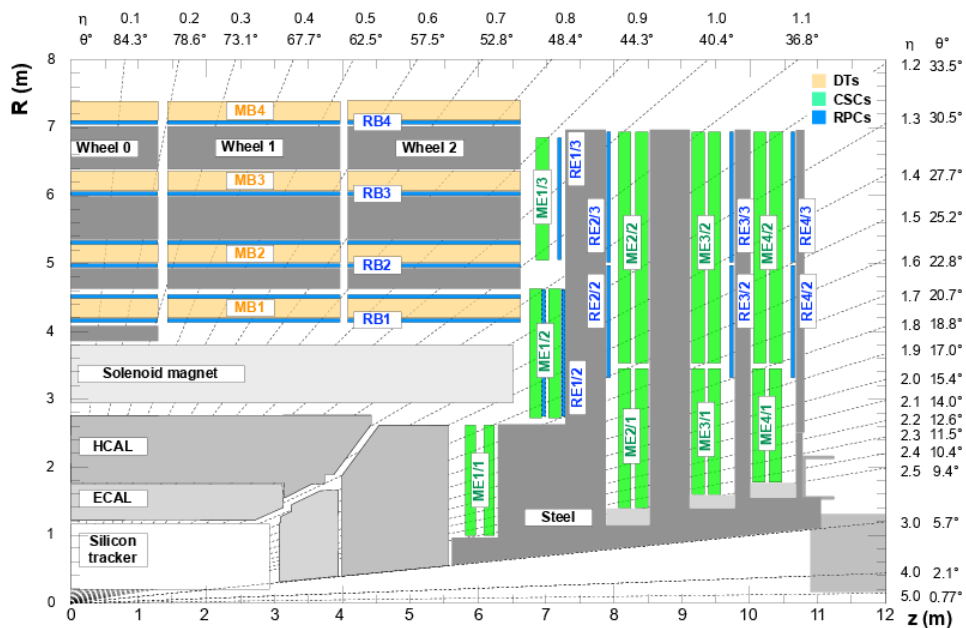 η 0.1 0.2 0.3 0.4 0.5 0.6 0.7 0.8 0.9 1.0 1.1
θ° 84.3° 78.6° 73.1° 67.7° 62.5° 57.5° 52.8° 48.4° 44.3° 40.4° 36.8° η θ°
R (m)
8
7
6
5
4
3
2
1
0
1.2 33.5°
1.3 30.5°
1.4 27.7°
1.5 25.2°
1.6 22.8°
1.7 20.7°
1.8 18.8°
1.9 17.0°
2.0 15.4°
2.1 14.0°
2.2 12.6°
2.3 11.5°
2.4 10.4°
2.5 9.4°
3.0 5.7°
4.0 2.1°
5.0 0.77°
DTs
CSCs
RPCs
MB4
RB4
Wheel 0 Wheel 1 Wheel 2
MB3
RB3
MB2
RB2
MB1
RB1
Solenoid magnet
HCAL
ECAL
Silicon
tracker
Steel
ME1/3
RE1/3
RE2/3
ME2/2
ME3/2
RE3/3
ME4/2
RE4/3
ME1/2
RE1/2
RE2/2
RE3/2
RE4/2
ME1/1
ME2/1
ME3/1
ME4/1
0 1 2 3 4 5 6 7 8 9 10 11 12
z (m)